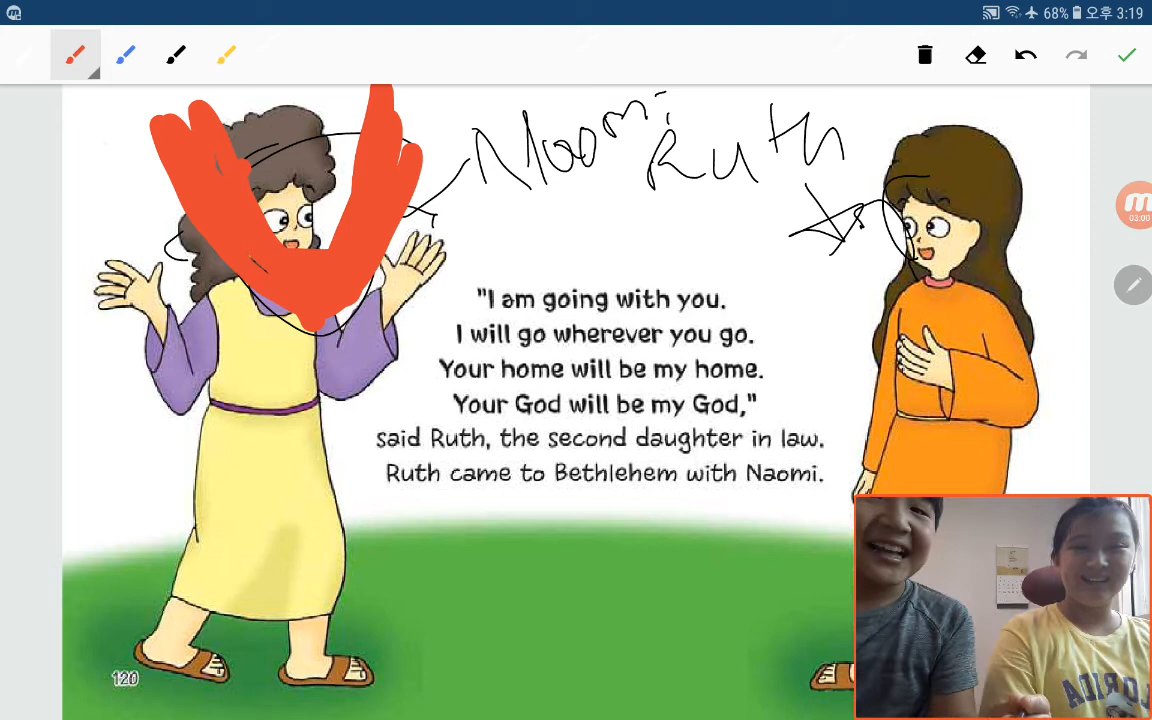 68% 오후 3:19
Naomi Ruth
03:00
"I am going with you.
I will go wherever you go.
Your home will be my home.
Your God will be my God,"
said Ruth, the second daughter in law.
Ruth came to Bethlehem with Naomi.
120